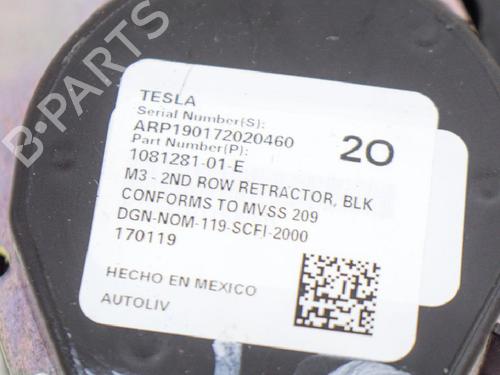 B-PARTS
TESLA
Serial Number(S):
ARP190172020460
20
Part Number(P):
1081281-01-E
M3 - 2ND ROW RETRACTOR, BLK
CONFORMS TO MVSS 209
DGN-NOM-119-SCFI-2000
170119
HECHO EN MEXICO
AUTOLIV